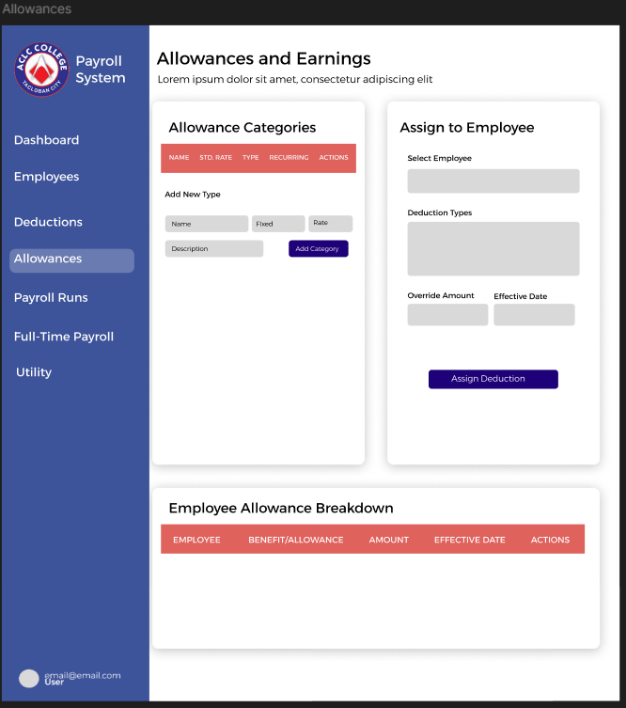 Allowances
ACLC COLLEGE
TACLOBAN CITY
Payroll
System
Dashboard
Employees
Deductions
Allowances
Payroll Runs
Full-Time Payroll
Utility
email@email.com
User
Allowances and Earnings
Lorem ipsum dolor sit amet, consectetur adipiscing elit
Allowance Categories
NAME STD. RATE TYPE RECURRING ACTIONS
Add New Type
Name Fixed Rate
Description Add Category
Assign to Employee
Select Employee
Deduction Types
Override Amount Effective Date
Assign Deduction
Employee Allowance Breakdown
EMPLOYEE BENEFIT/ALLOWANCE AMOUNT EFFECTIVE DATE ACTIONS